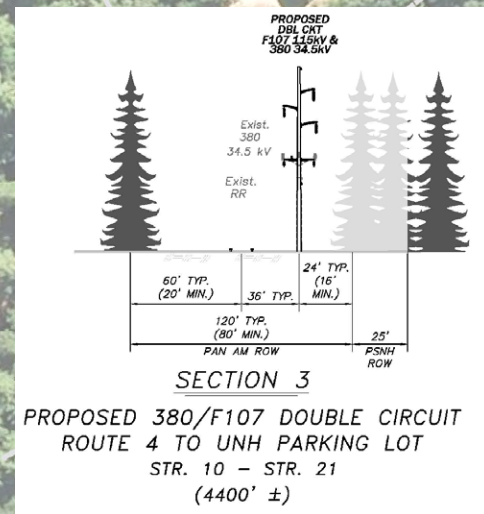 PROPOSED
DBL CKT
F107 115kV &
380 34.5kV
Exist.
380
34.5 kV
Exist.
RR
60' TYP.
(20' MIN.)
36' TYP.
24' TYP.
(16'
MIN.)
120' TYP.
(80' MIN.)
PAN AM ROW
25'
PSNH
ROW
SECTION 3
PROPOSED 380/F107 DOUBLE CIRCUIT
ROUTE 4 TO UNH PARKING LOT
STR. 10 – STR. 21
(4400' ±)